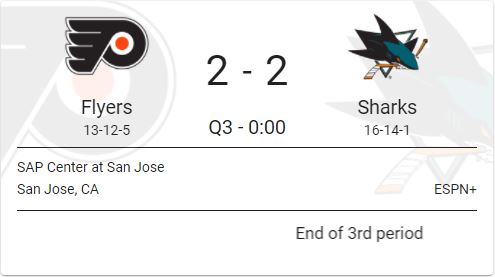 2 - 2
Flyers Sharks
13-12-5 Q3 - 0:00 16-14-1
SAP Center at San Jose
San Jose, CA ESPN+
End of 3rd period